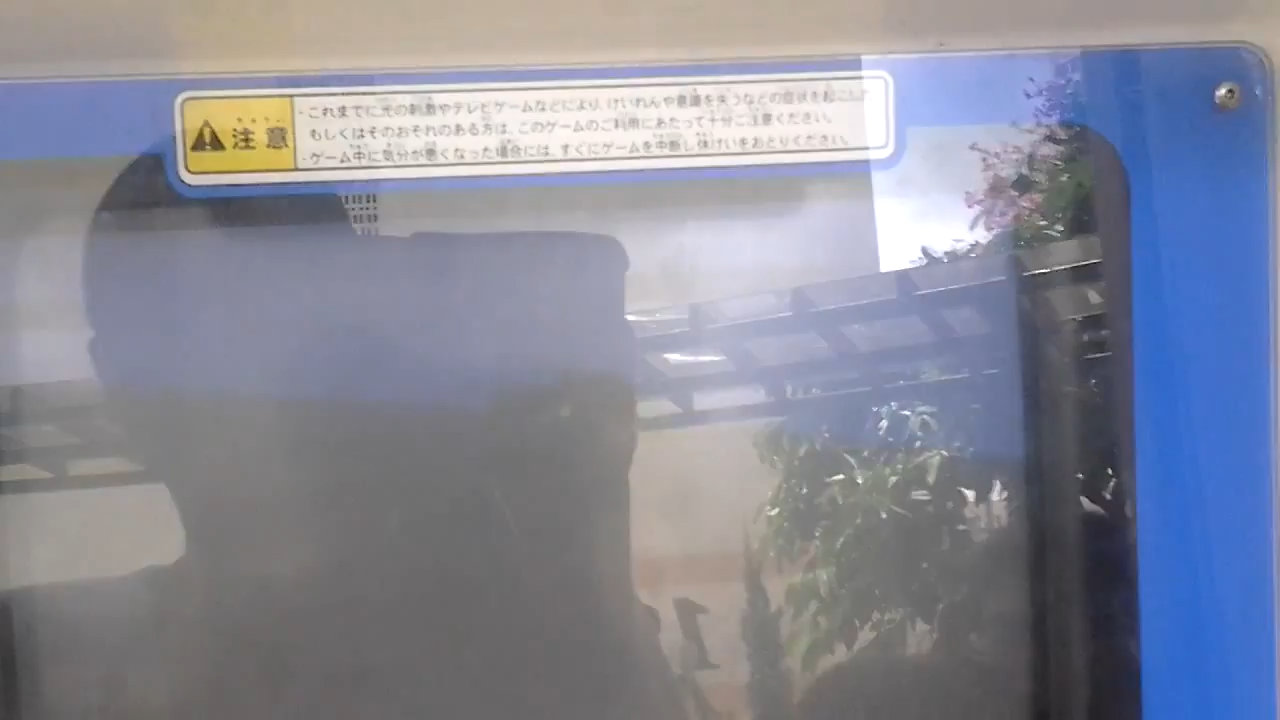 注意
・これまでに光の刺激やテレビゲームなどにより、けいれんや意識を失うなどの症状を起こした
もしくはそのおそれのある方は、このゲームのご利用にあたって十分ご注意ください。
・ゲーム中に気分が悪くなった場合には、すぐにゲームを中断し休けいをおとりください。